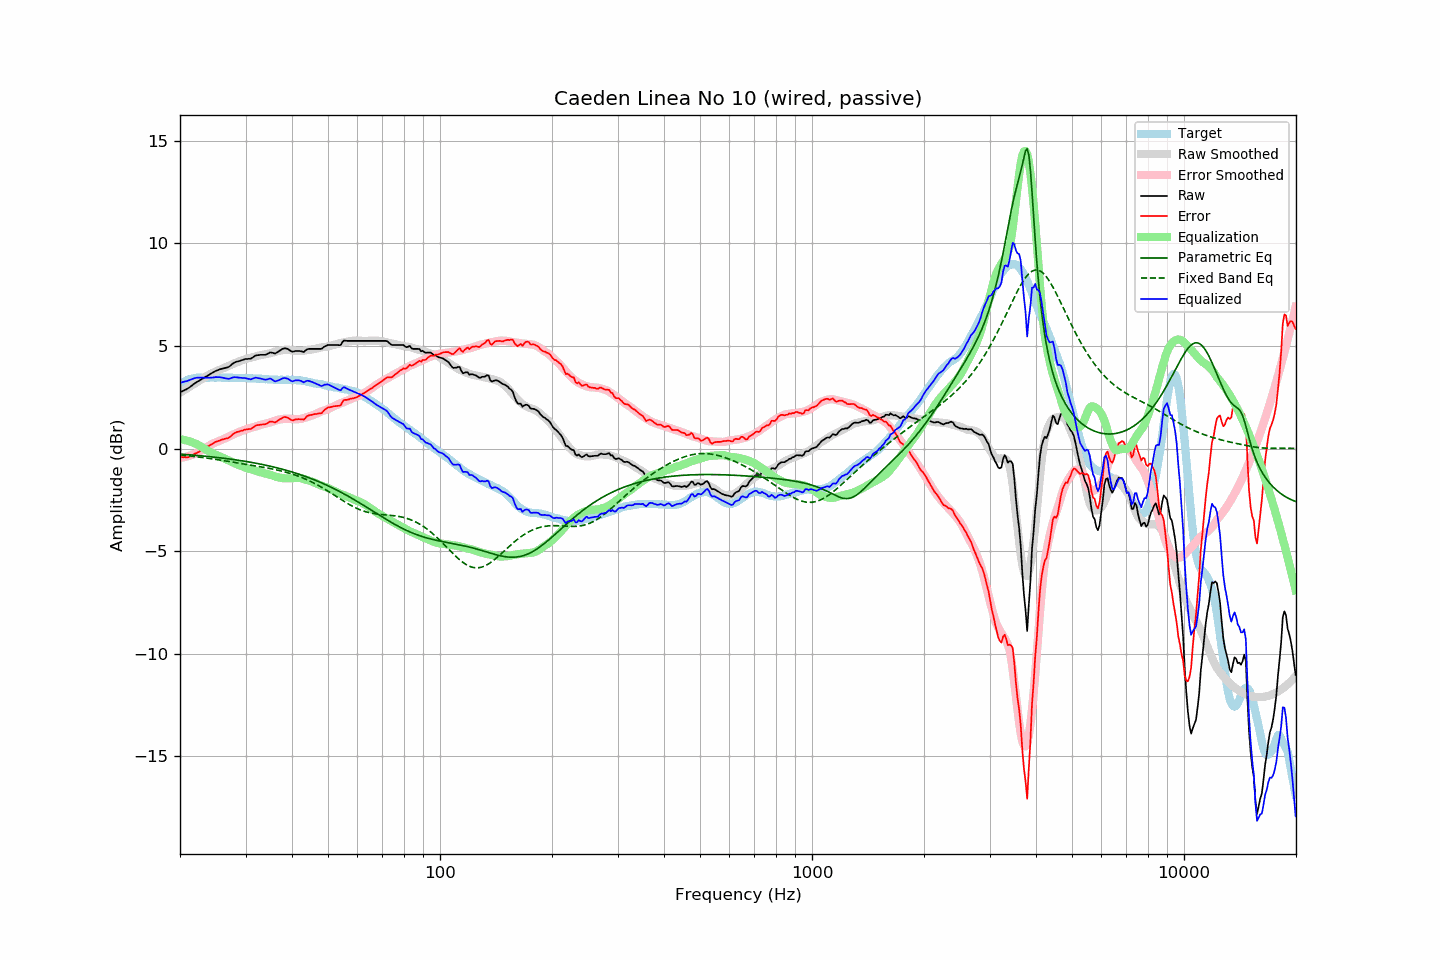 Caeden Linea No 10 (wired, passive)
Target
Raw Smoothed
Error Smoothed
Raw
Error
Equalization
Parametric Eq
Fixed Band Eq
Equalized
15
10
5
0
−5
−10
−15
Amplitude (dBr)
100
1000
10000
Frequency (Hz)